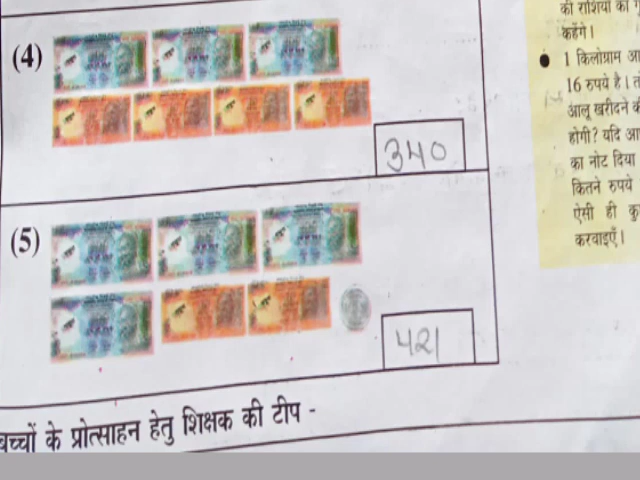 (4)
340
(5)
421
बच्चों के प्रोत्साहन हेतु शिक्षक की टीप -
की राशियों का
कहेंगे।
● 1 किलोग्राम
16 रुपये है।
आलू खरीदने
होगी? यदि
का नोट दिया
कितने रुपये
ऐसी ही
करवाइएँ।